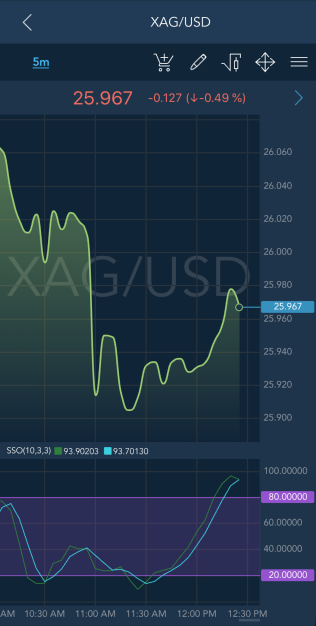 XAG/USD
5m
25.967 -0.127 (↓-0.49 %)
26.060
26.040
26.020
26.000
XAG/USD
25.980
25.967
25.960
25.940
25.920
25.900
SSO(10,3,3) 93.90203 93.70130
100.00000
80.00000
60.00000
40.00000
20.00000
AM 10:30 AM 11:00 AM 11:30 AM 12:00 PM 12:30 PM